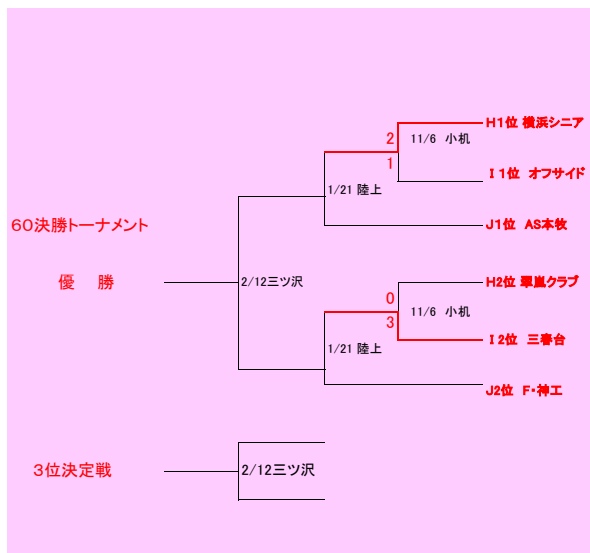 H1位 横浜シニア
2
11/6 小机
1
I1位 オフサイド
1/21 陸上
60決勝トーナメント
J1位 AS本牧
優 勝
2/12三ツ沢
H2位 翠嵐クラブ
0
11/6 小机
3
I2位 三春台
1/21 陸上
J2位 F・神工
3位決定戦
2/12三ツ沢